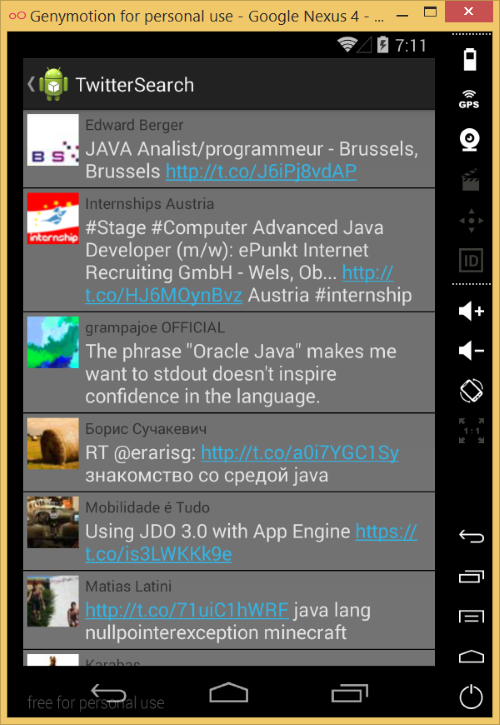 Genymotion for personal use - Google Nexus 4 - ...
7:11
GPS
TwitterSearch
Edward Berger
JAVA Analist/programmeur - Brussels,
Brussels http://t.co/J6iPj8vdAP
Internships Austria
#Stage #Computer Advanced Java
Developer (m/w): ePunkt Internet
Recruiting GmbH - Wels, Ob... http://
t.co/HJ6MOynBvz Austria #internship
internship
ID
grampajoe OFFICIAL
The phrase "Oracle Java" makes me
want to stdout doesn't inspire
confidence in the language.
Борис Сучакевич
RT @erarisg: http://t.co/a0i7YGC1Sy
знакомство со средой java
1:1
Mobilidade é Tudo
Using JDO 3.0 with App Engine https://
t.co/is3LWKKk9e
Matias Latini
http://t.co/71uiC1hWRF java lang
nullpointerexception minecraft
Karabas
free for personal use